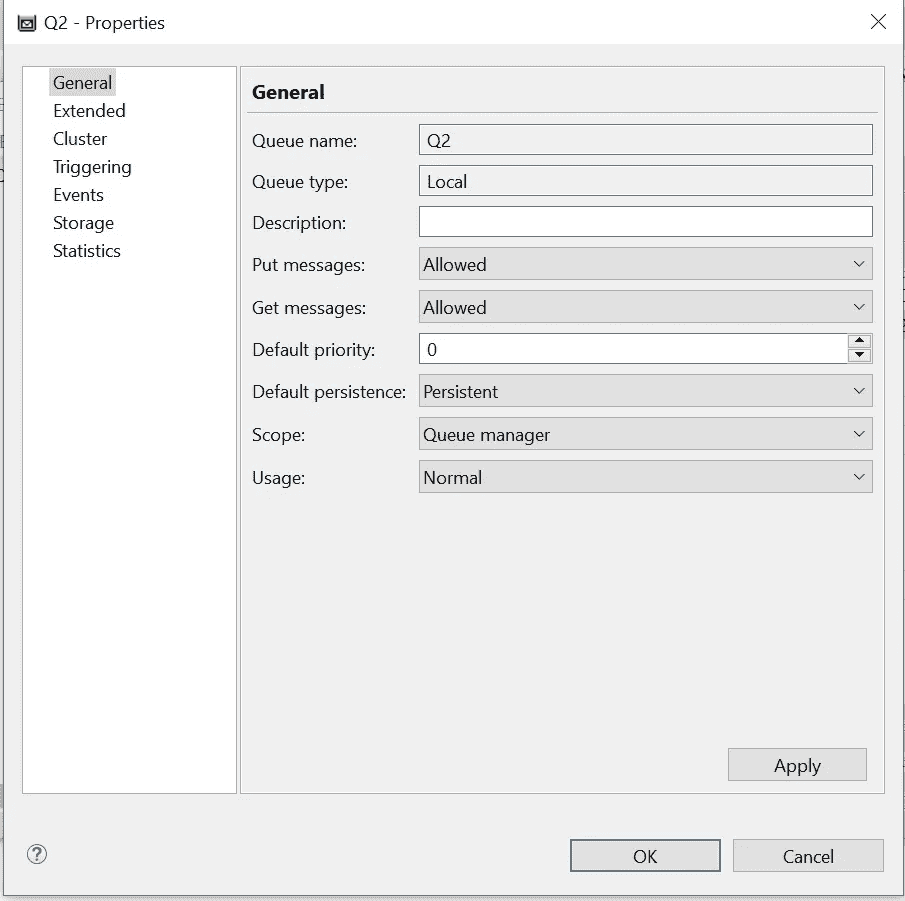 Q2 - Properties
General
Extended
Cluster
Triggering
Events
Storage
Statistics
General
Queue name: Q2
Queue type: Local
Description:
Put messages: Allowed
Get messages: Allowed
Default priority: 0
Default persistence: Persistent
Scope: Queue manager
Usage: Normal
Apply
OK Cancel